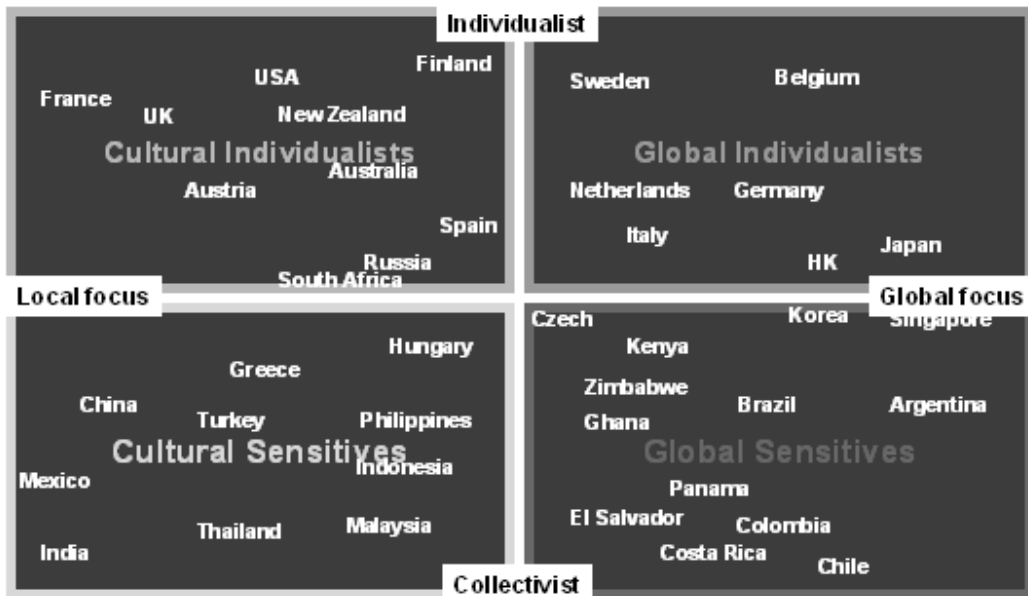 Individualist
Finland
USA
Sweden
Belgium
France
UK
New Zealand
Cultural Individualists
Global Individualists
Australia
Austria
Netherlands
Germany
Spain
Italy
Japan
Russia
HK
South Africa
Local focus
Global focus
Czech
Korea
Singapore
Hungary
Kenya
Greece
Zimbabwe
China
Brazil
Argentina
Turkey
Philippines
Ghana
Cultural Sensitives
Global Sensitives
Indonesia
Mexico
Panama
El Salvador
Thailand
Malaysia
Colombia
India
Costa Rica
Chile
Collectivist